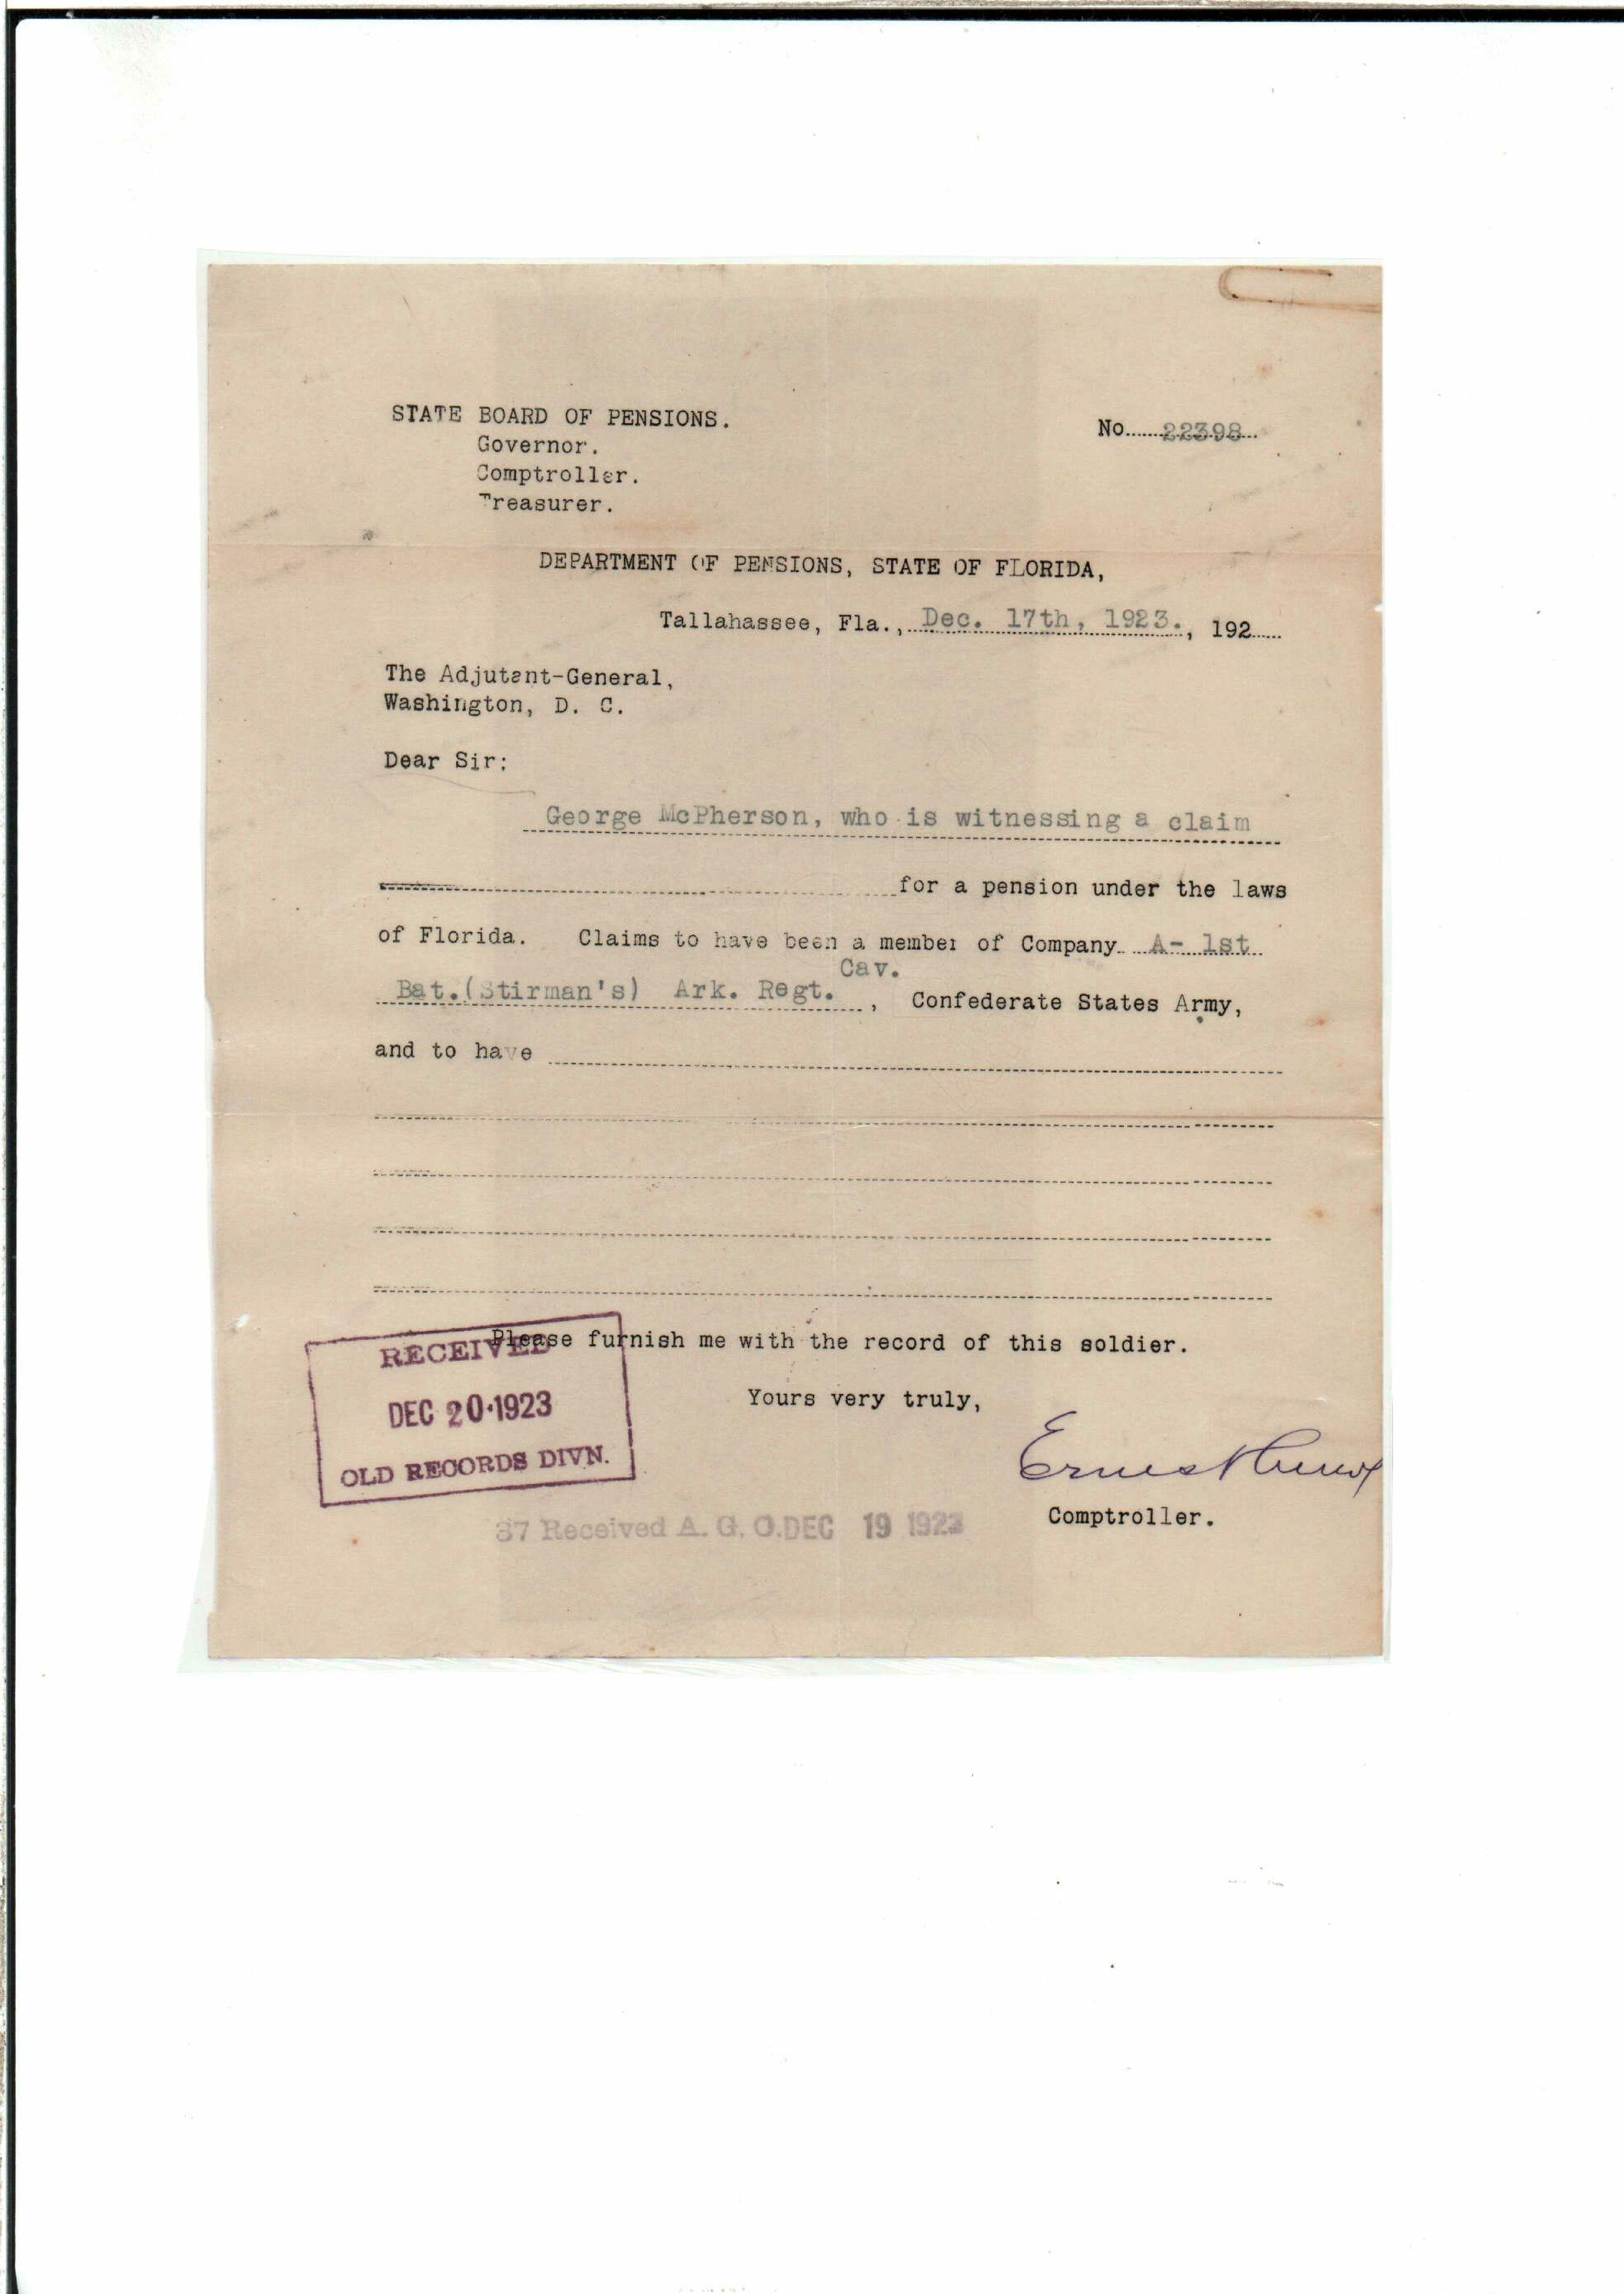 STATE BOARD OF PENSIONS.
Governor.
Comptroller.
Treasurer.
No. 22398
DEPARTMENT OF PENSIONS, STATE OF FLORIDA,
Tallahassee, Fla., Dec. 17th, 1923., 192
The Adjutant-General,
Washington, D. C.
Dear Sir:
George McPherson, who is witnessing a claim
for a pension under the laws
of Florida. Claims to have been a member of Company A- 1st
Cav.
Bat.(Stirman's) Ark. Regt. , Confederate States Army,
and to have
Please furnish me with the record of this soldier.
RECEIVED
DEC 20 1923
OLD RECORDS DIVN.
Yours very truly,
Ernest
Comptroller.
37 Received A. G. O. DEC 19 1923